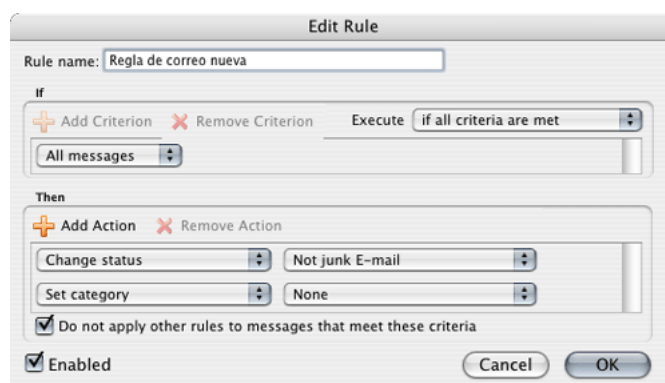 Edit Rule
Rule name: Regla de correo nueva
If
Add Criterion Remove Criterion Execute if all criteria are met
All messages
Then
Add Action Remove Action
Change status Not junk E-mail
Set category None
Do not apply other rules to messages that meet these criteria
Enabled Cancel OK